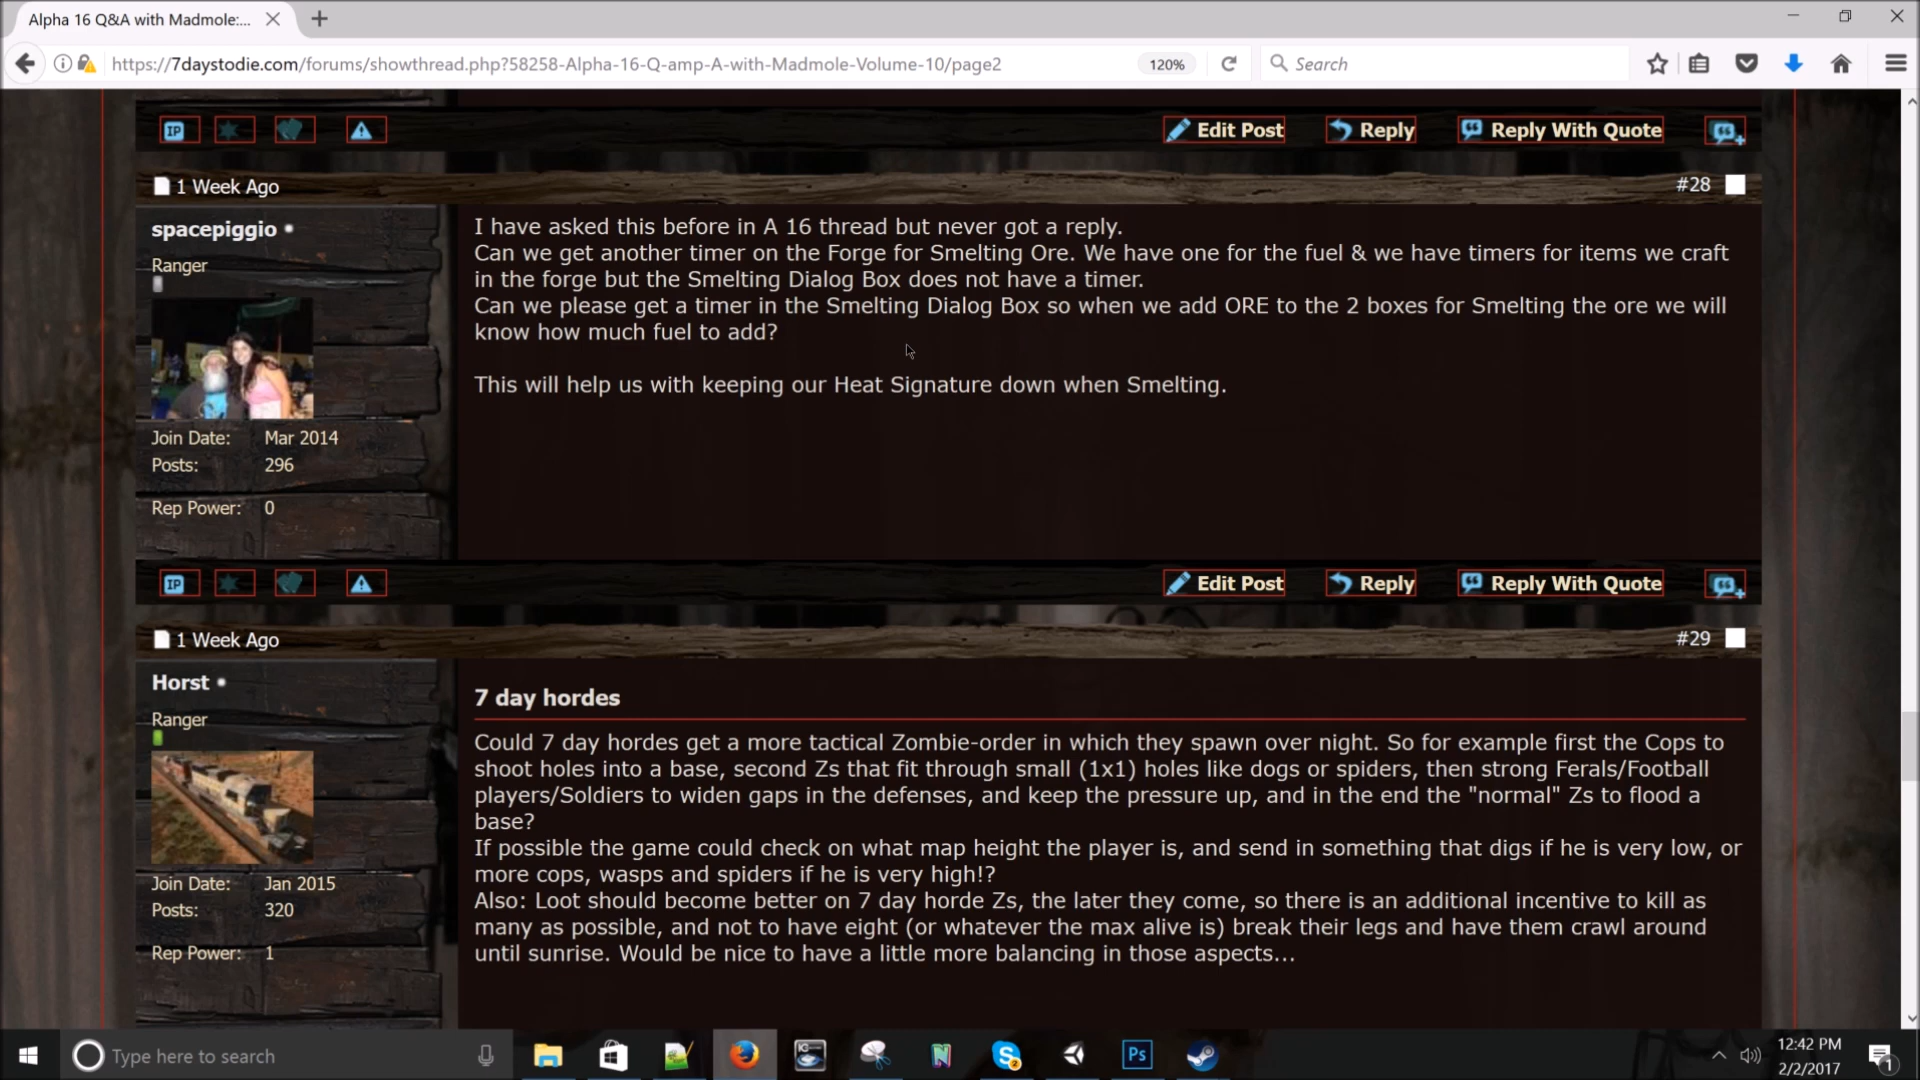 Alpha 16 Q&A with Madmole:...
https://7daystodie.com/forums/showthread.php?58258-Alpha-16-Q-amp-A-with-Madmole-Volume-10/page2
120%
Search
IP
Edit Post
Reply
Reply With Quote
1 Week Ago
#28
spacepiggio
Ranger
Join Date: Mar 2014
Posts: 296
Rep Power: 0
I have asked this before in A 16 thread but never got a reply.
Can we get another timer on the Forge for Smelting Ore. We have one for the fuel & we have timers for items we craft
in the forge but the Smelting Dialog Box does not have a timer.
Can we please get a timer in the Smelting Dialog Box so when we add ORE to the 2 boxes for Smelting the ore we will
know how much fuel to add?
This will help us with keeping our Heat Signature down when Smelting.
IP
Edit Post
Reply
Reply With Quote
1 Week Ago
#29
Horst
Ranger
Join Date: Jan 2015
Posts: 320
Rep Power: 1
7 day hordes
Could 7 day hordes get a more tactical Zombie-order in which they spawn over night. So for example first the Cops to
shoot holes into a base, second Zs that fit through small (1x1) holes like dogs or spiders, then strong Ferals/Football
players/Soldiers to widen gaps in the defenses, and keep the pressure up, and in the end the "normal" Zs to flood a
base?
If possible the game could check on what map height the player is, and send in something that digs if he is very low, or
more cops, wasps and spiders if he is very high!?
Also: Loot should become better on 7 day horde Zs, the later they come, so there is an additional incentive to kill as
many as possible, and not to have eight (or whatever the max alive is) break their legs and have them crawl around
until sunrise. Would be nice to have a little more balancing in those aspects...
Type here to search
N
S
2
Ps
12:42 PM
2/2/2017
1